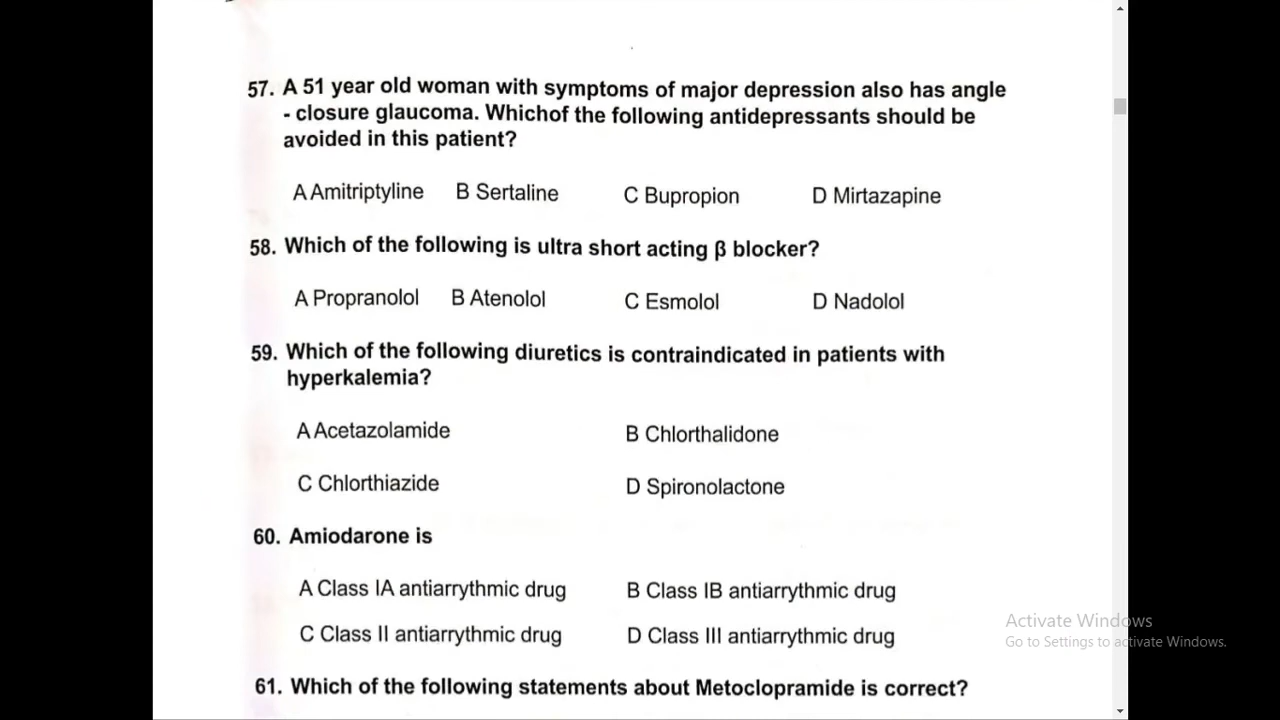 57. A 51 year old woman with symptoms of major depression also has angle
- closure glaucoma. Whichof the following antidepressants should be
avoided in this patient?
A Amitriptyline B Sertaline C Bupropion D Mirtazapine
58. Which of the following is ultra short acting β blocker?
A Propranolol B Atenolol C Esmolol D Nadolol
59. Which of the following diuretics is contraindicated in patients with
hyperkalemia?
A Acetazolamide B Chlorthalidone
C Chlorthiazide D Spironolactone
60. Amiodarone is
A Class IA antiarrythmic drug B Class IB antiarrythmic drug
C Class II antiarrythmic drug D Class III antiarrythmic drug
Activate Windows
Go to Settings to activate Windows.
61. Which of the following statements about Metoclopramide is correct?